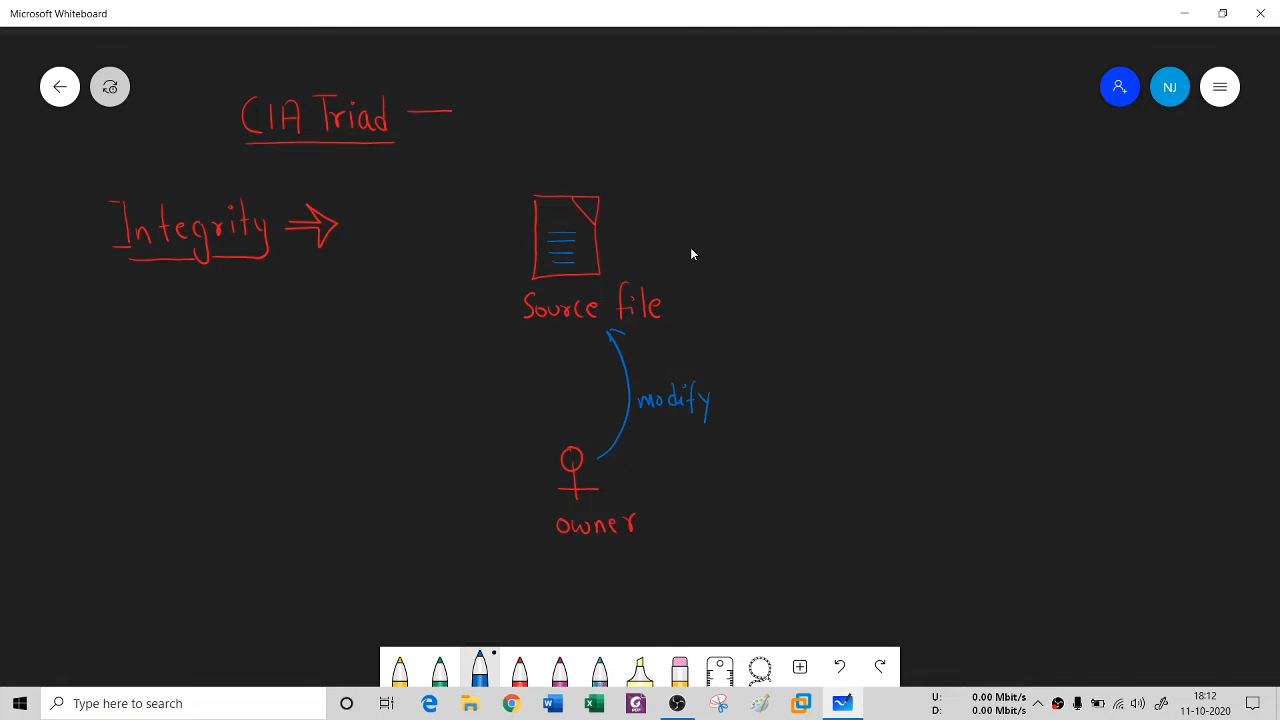 Microsoft Whiteboard
NJ
CIA Triad —
Integrity ⇒
Source file
modify
owner
Type here to search
U: 0.00 Mbit/s
D: 0.00 Mbit/s
18:12
11-10-2020